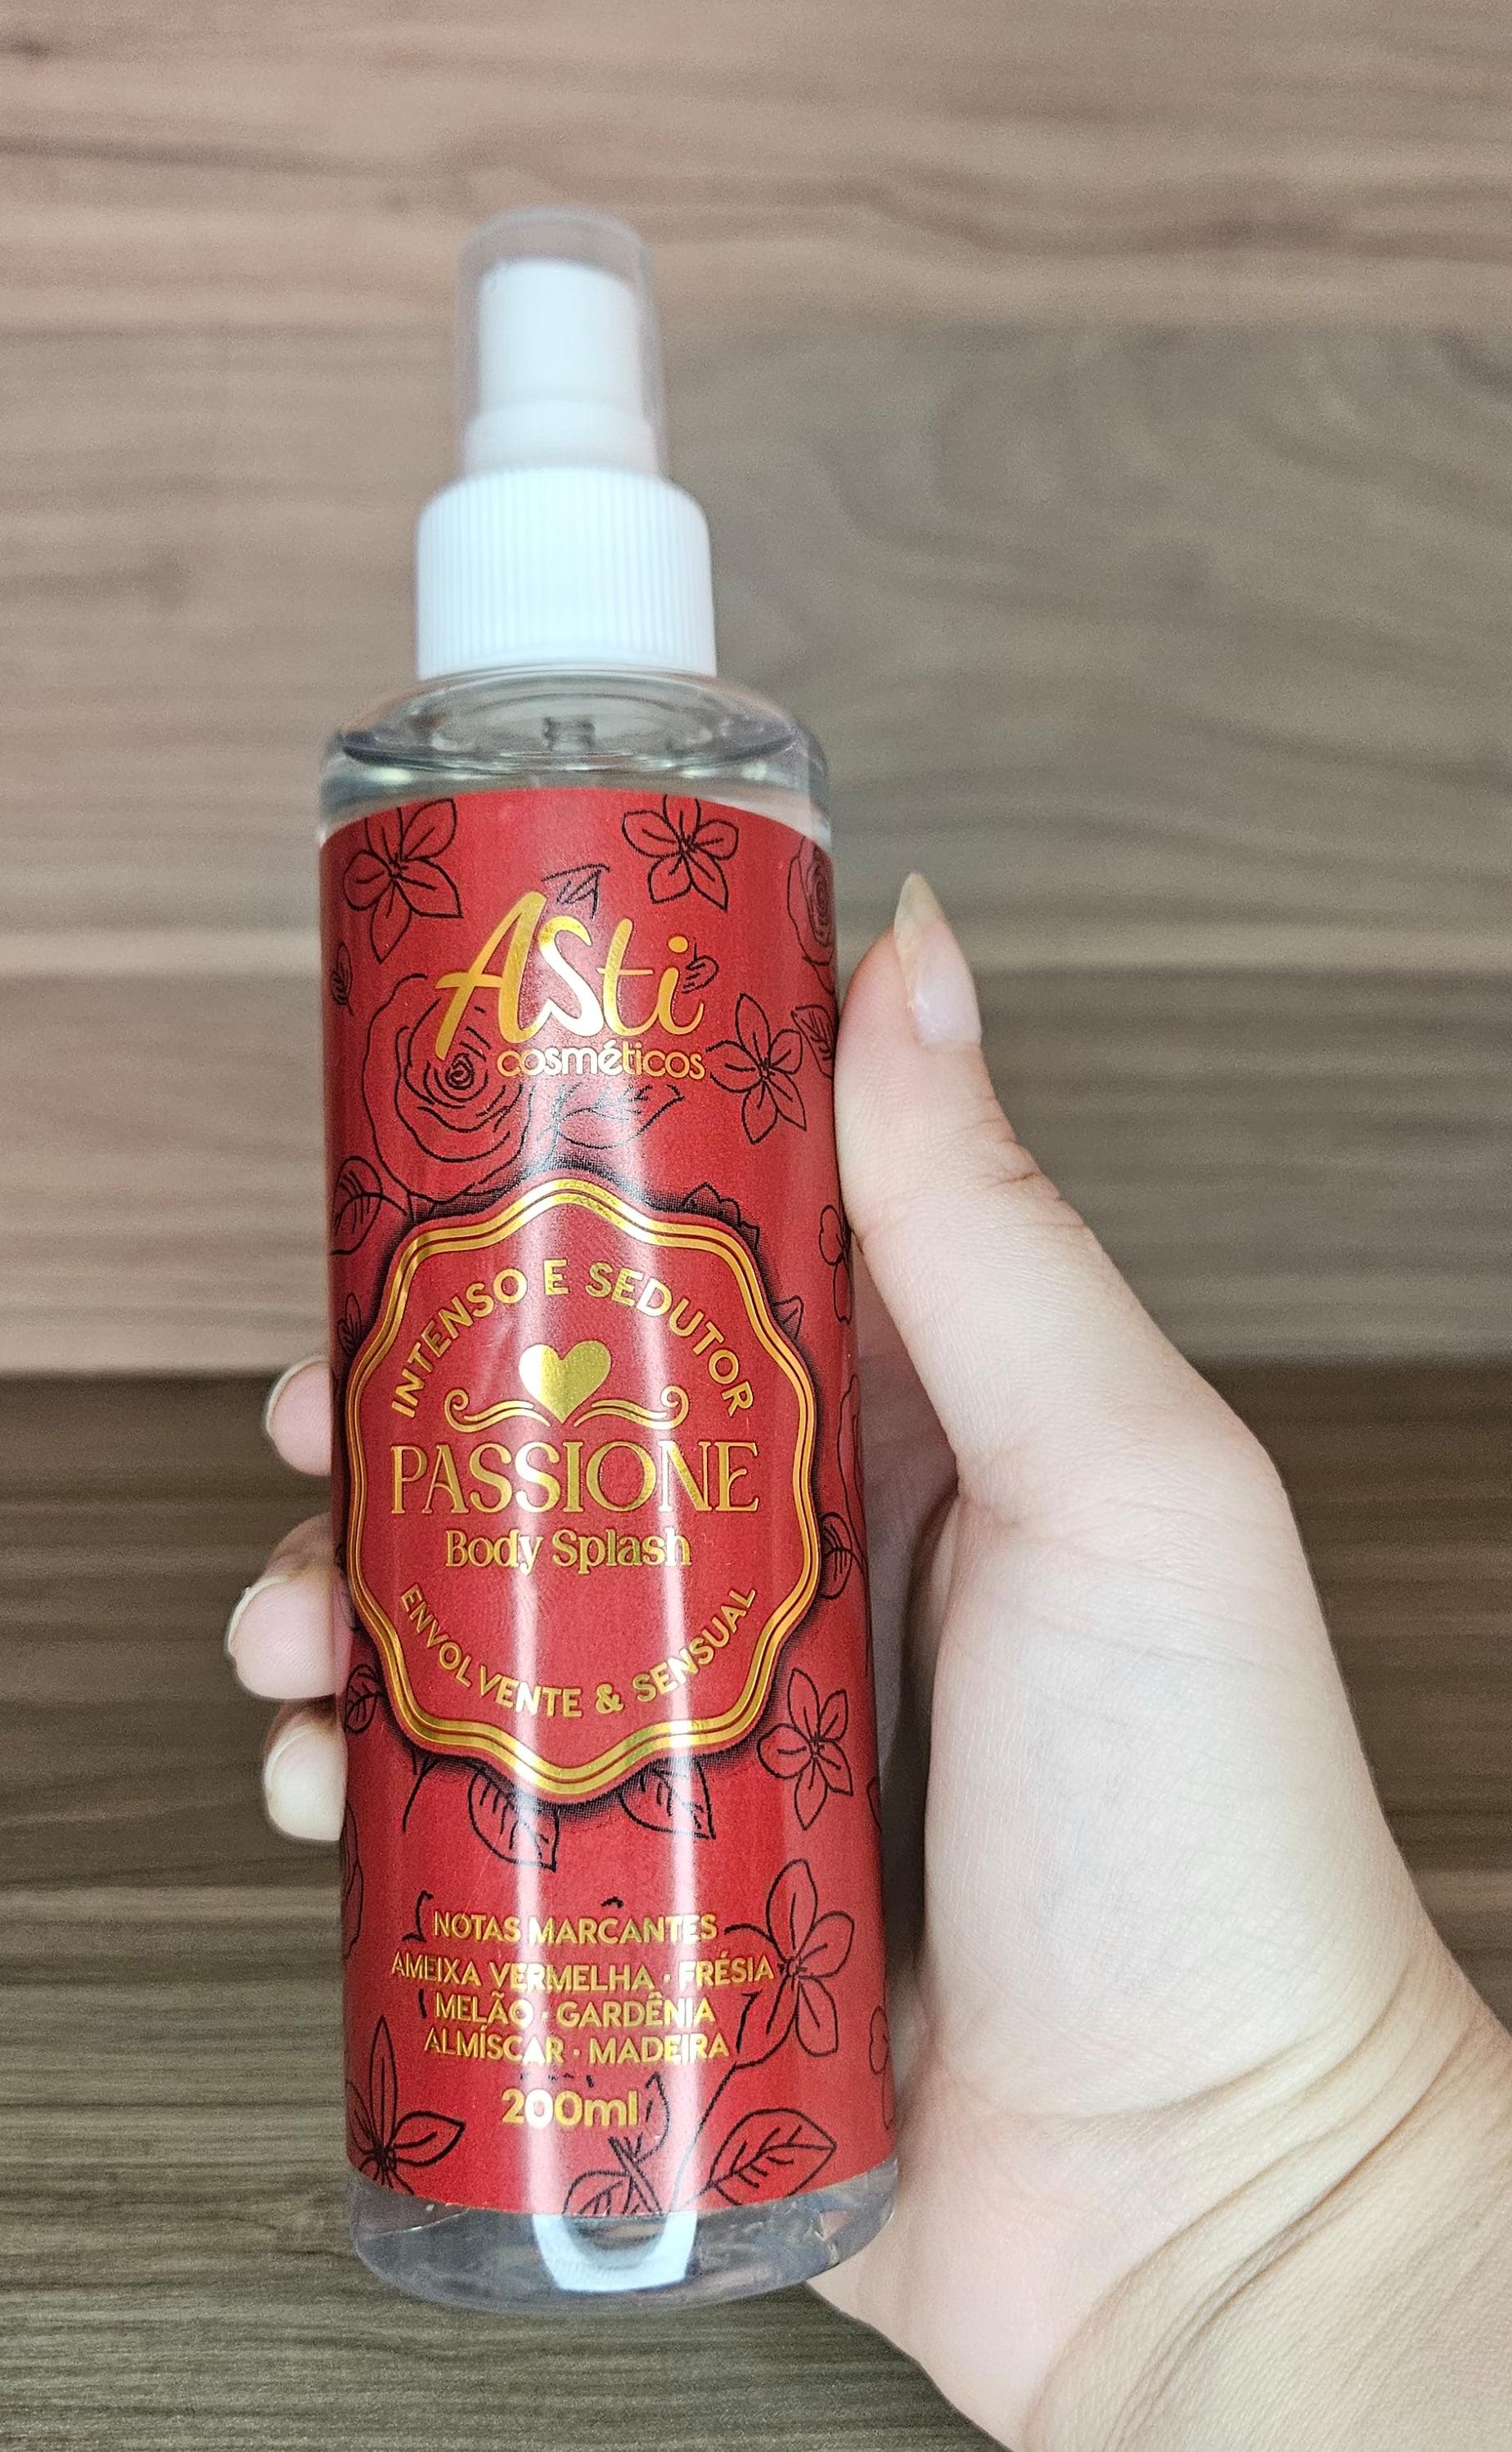 Asti
cosméticos
INTENSO E SEDUTOR
PASSIONE
Body Splash
ENVOLVENTE & SENSUAL
NOTAS MARCANTES
AMEIXA VERMELHA · FRÉSIA
MELÃO · GARDÊNIA
ALMÍSCAR · MADEIRA
200ml